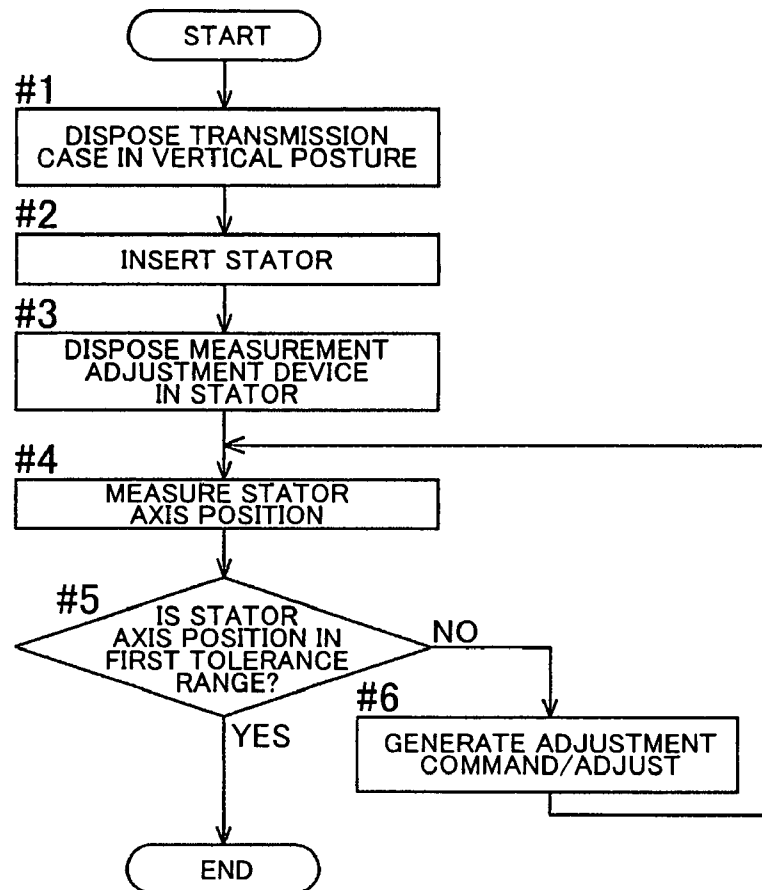 START
#1
DISPOSE TRANSMISSION
CASE IN VERTICAL POSTURE
#2
INSERT STATOR
#3
DISPOSE MEASUREMENT
ADJUSTMENT DEVICE
IN STATOR
#4
MEASURE STATOR
AXIS POSITION
#5
IS STATOR
AXIS POSITION IN
FIRST TOLERANCE
RANGE?
NO
#6
GENERATE ADJUSTMENT
COMMAND/ADJUST
YES
END